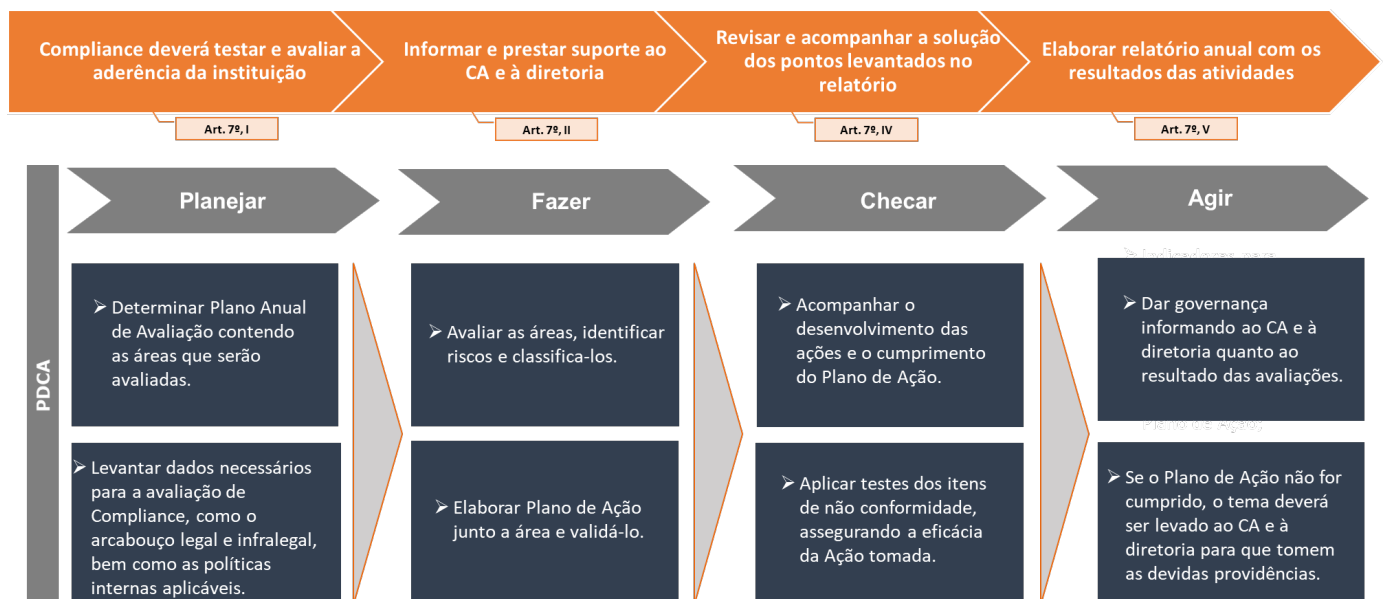 Compliance deverá testar e avaliar a
aderência da instituição
Informar e prestar suporte ao
CA e à diretoria
Revisar e acompanhar a solução
dos pontos levantados no
relatório
Elaborar relatório anual com os
resultados das atividades
Art. 7º, I
Art. 7º, II
Art. 7º, IV
Art. 7º, V
PDCA
Planejar
Fazer
Checar
Agir
➢ Determinar Plano Anual
de Avaliação contendo
as áreas que serão
avaliadas.
➢ Levantar dados necessários
para a avaliação de
Compliance, como o
arcabouço legal e infralegal,
bem como as políticas
internas aplicáveis.
➢ Avaliar as áreas, identificar
riscos e classifica-los.
➢ Elaborar Plano de Ação
junto a área e validá-lo.
➢ Acompanhar o
desenvolvimento das
ações e o cumprimento
do Plano de Ação.
➢ Aplicar testes dos itens
de não conformidade,
assegurando a eficácia
da Ação tomada.
➢ Indicadores para
➢ Dar governança
informando ao CA e à
diretoria quanto ao
resultado das avaliações.
Plano de Ação;
➢ Se o Plano de Ação não for
cumprido, o tema deverá
ser levado ao CA e à
diretoria para que tomem
as devidas providências.